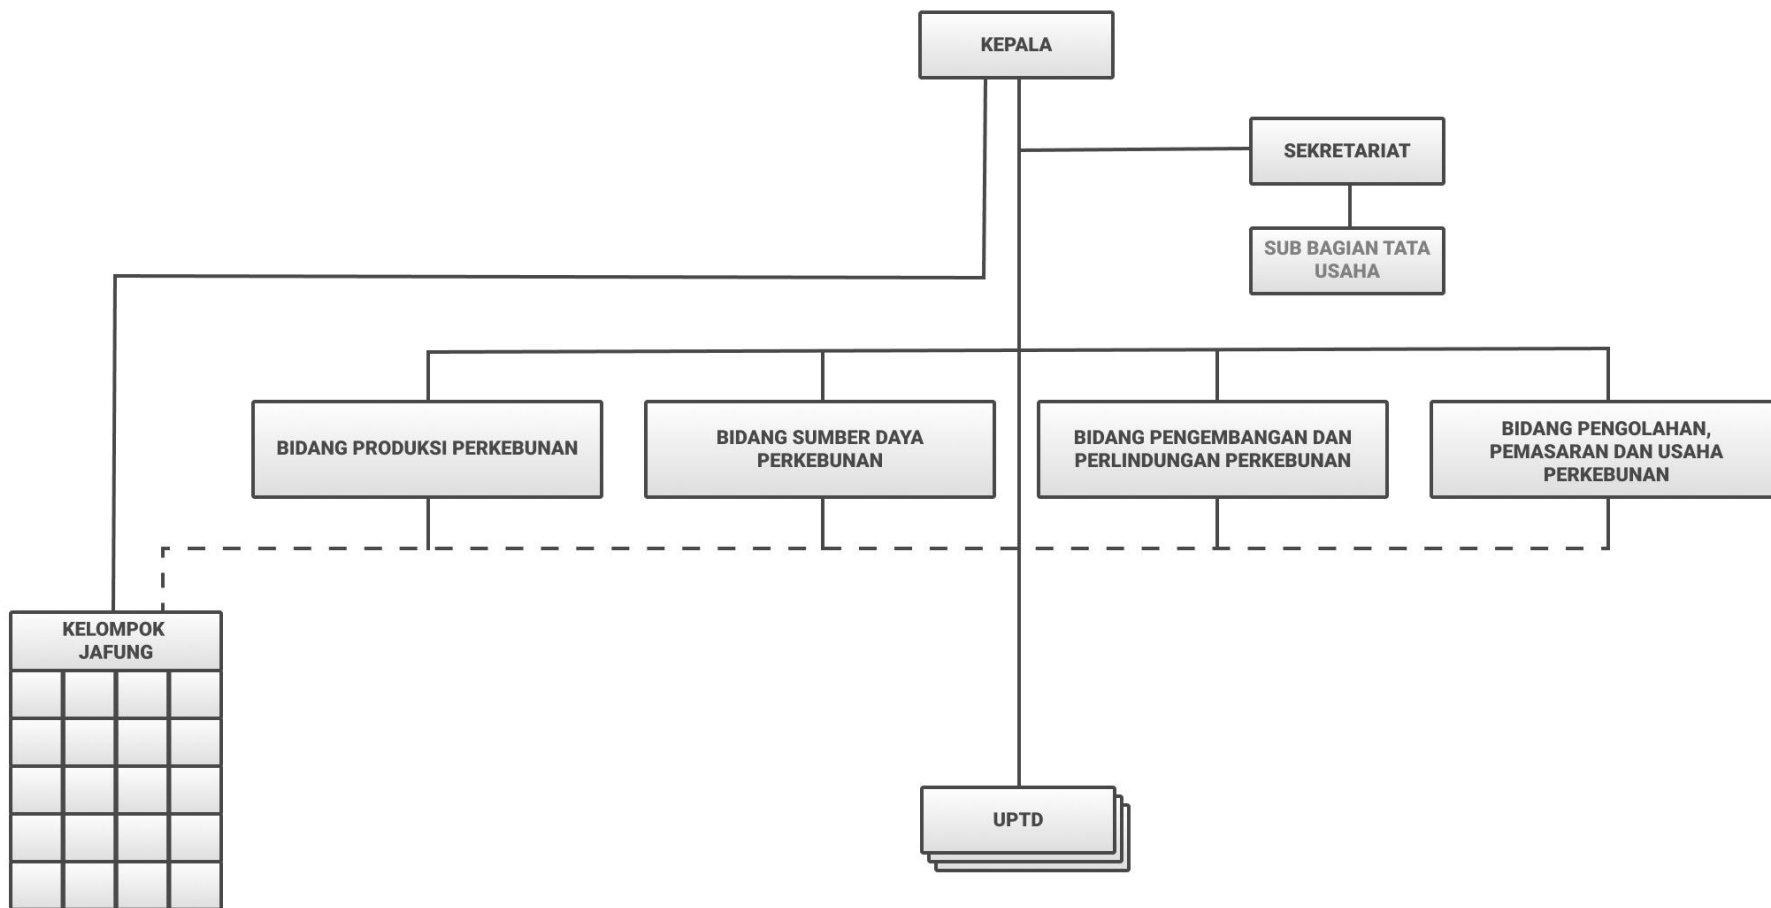 KEPALA
SEKRETARIAT
SUB BAGIAN TATA
USAHA
BIDANG PRODUKSI PERKEBUNAN
BIDANG SUMBER DAYA
PERKEBUNAN
BIDANG PENGEMBANGAN DAN
PERLINDUNGAN PERKEBUNAN
BIDANG PENGOLAHAN,
PEMASARAN DAN USAHA
PERKEBUNAN
KELOMPOK
JAFUNG
UPTD